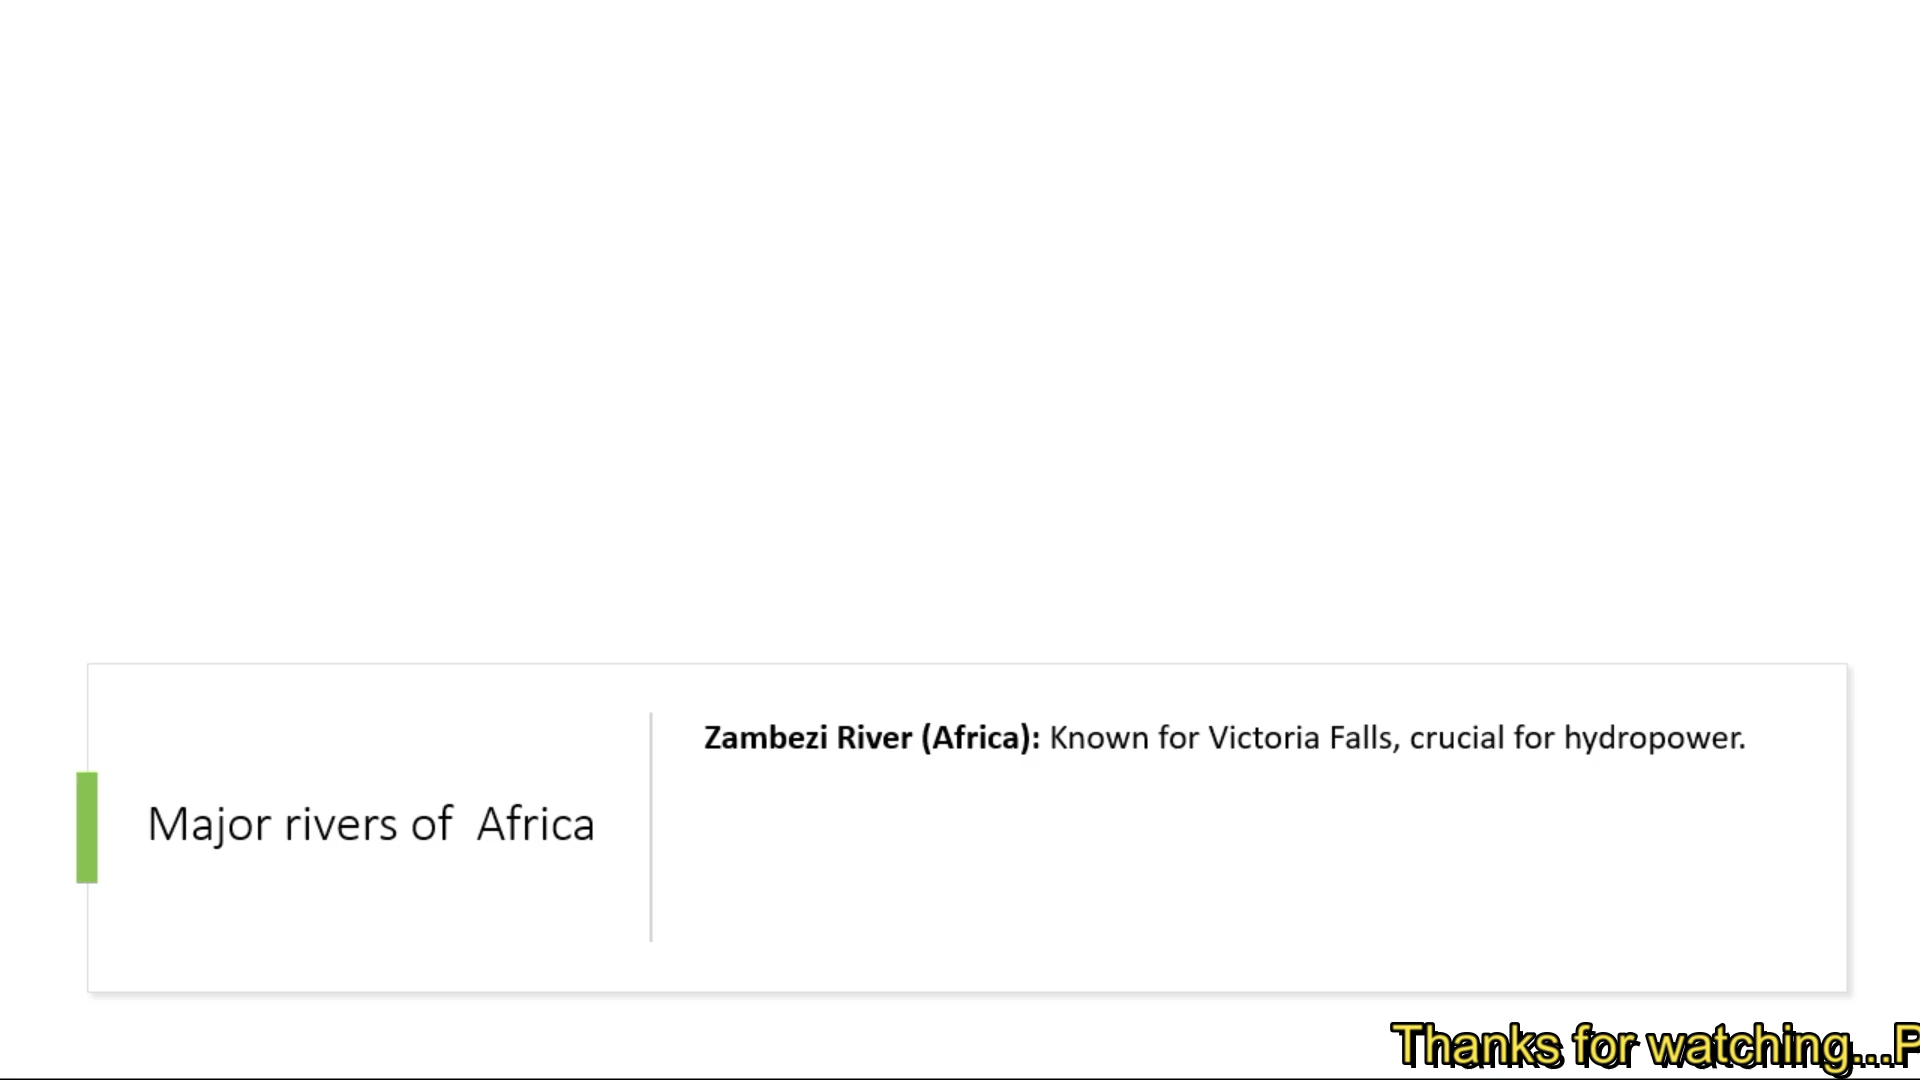 Zambezi River (Africa): Known for Victoria Falls, crucial for hydropower.
Major rivers of  Africa
Thanks for watching...P